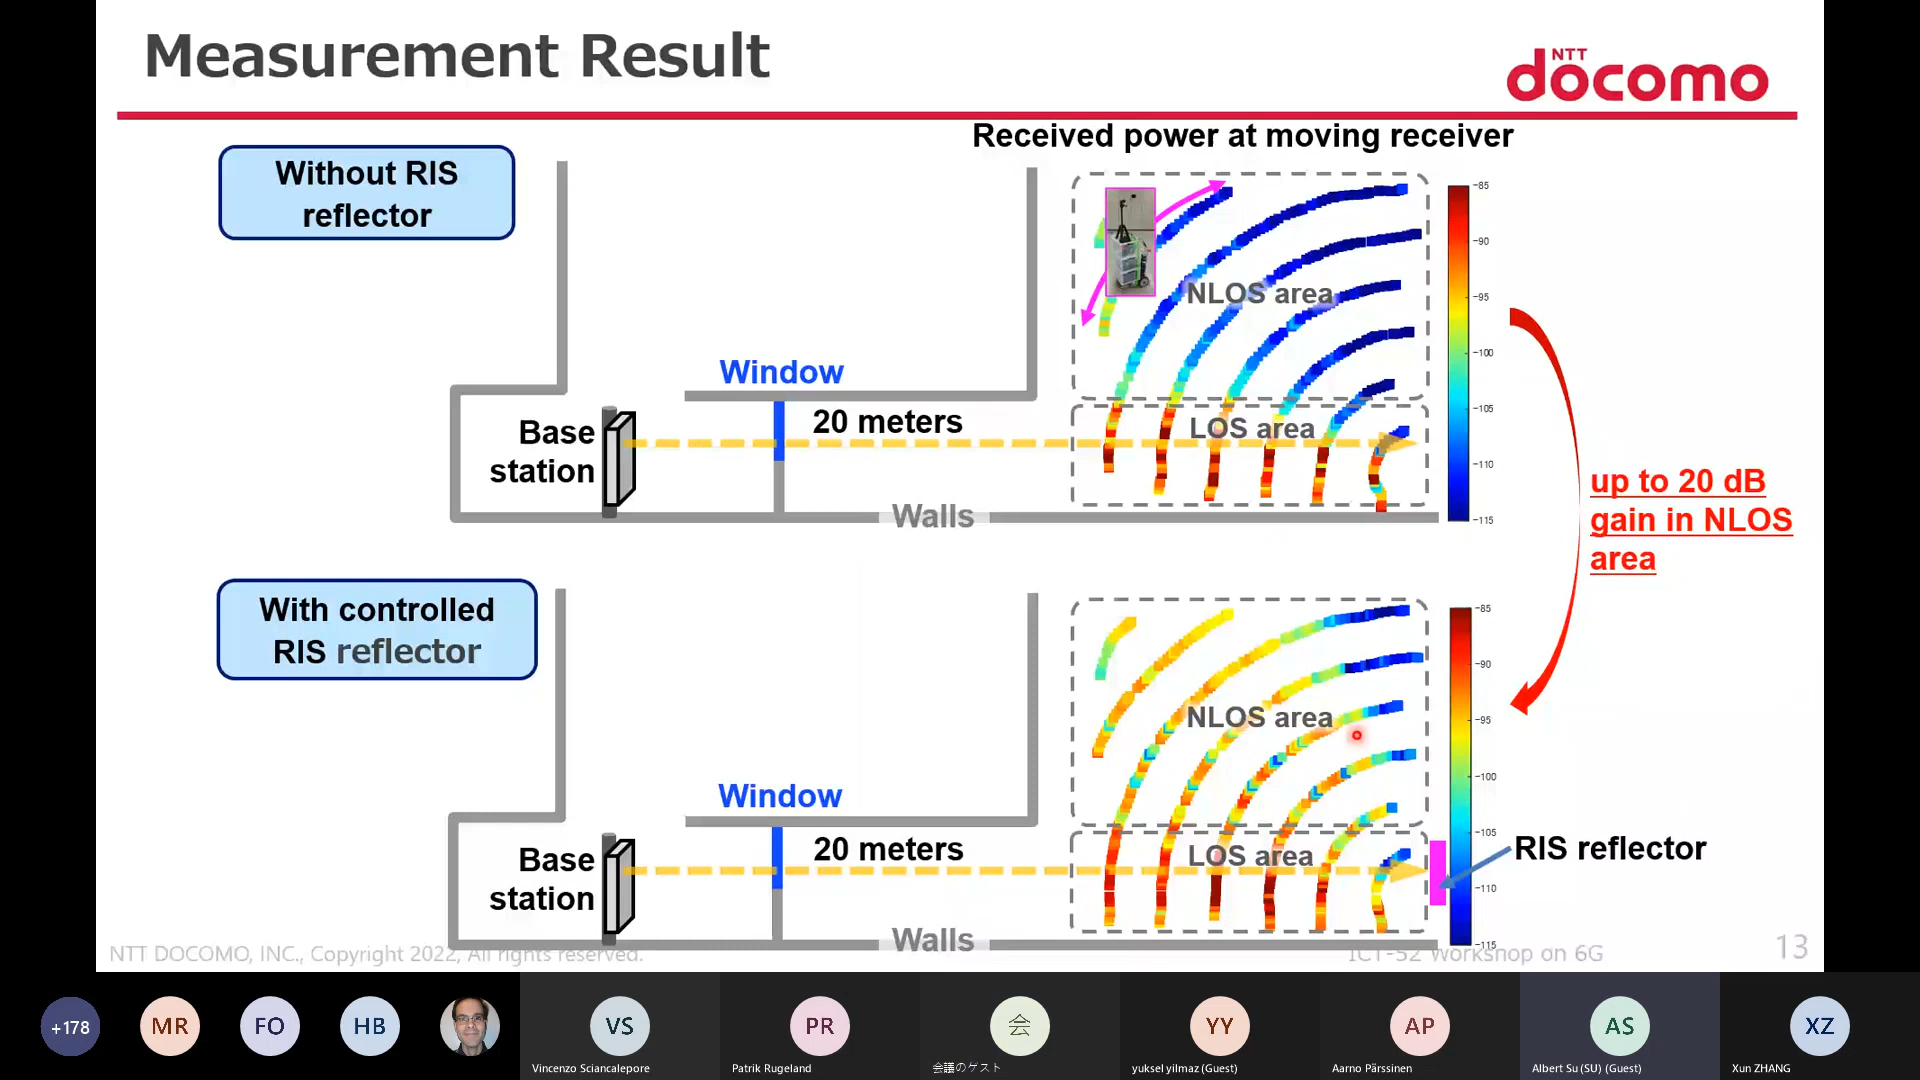 Measurement Result
NTT
docomo
Received power at moving receiver
Without RIS
reflector
NLOS area
-85
-90
-95
-100
-105
-110
-115
Window
20 meters
Base
station
LOS area
Walls
up to 20 dB
gain in NLOS
area
With controlled
RIS reflector
NLOS area
-85
-90
-95
-100
-105
-110
-115
Window
20 meters
Base
station
LOS area
RIS reflector
Walls
NTT DOCOMO, INC., Copyright 2022, All rights reserved.
ICT-52 Workshop on 6G
13
+178
MR
FO
HB
VS
PR
会
YY
AP
AS
XZ
Vincenzo Sciancalepore
Patrik Rugeland
会議のゲスト
yuksel yilmaz (Guest)
Aarno Pärssinen
Albert Su(SU) (Guest)
Xun ZHANG